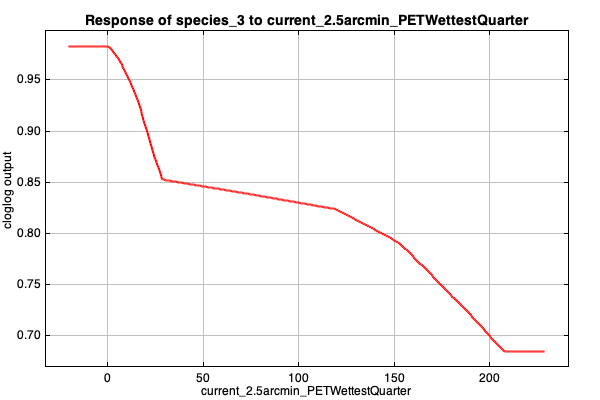 Response of species_3 to current_2.5arcmin_PETWettestQuarter
cloglog output
0.95
0.90
0.85
0.80
0.75
0.70
0 50 100 150 200
current_2.5arcmin_PETWettestQuarter